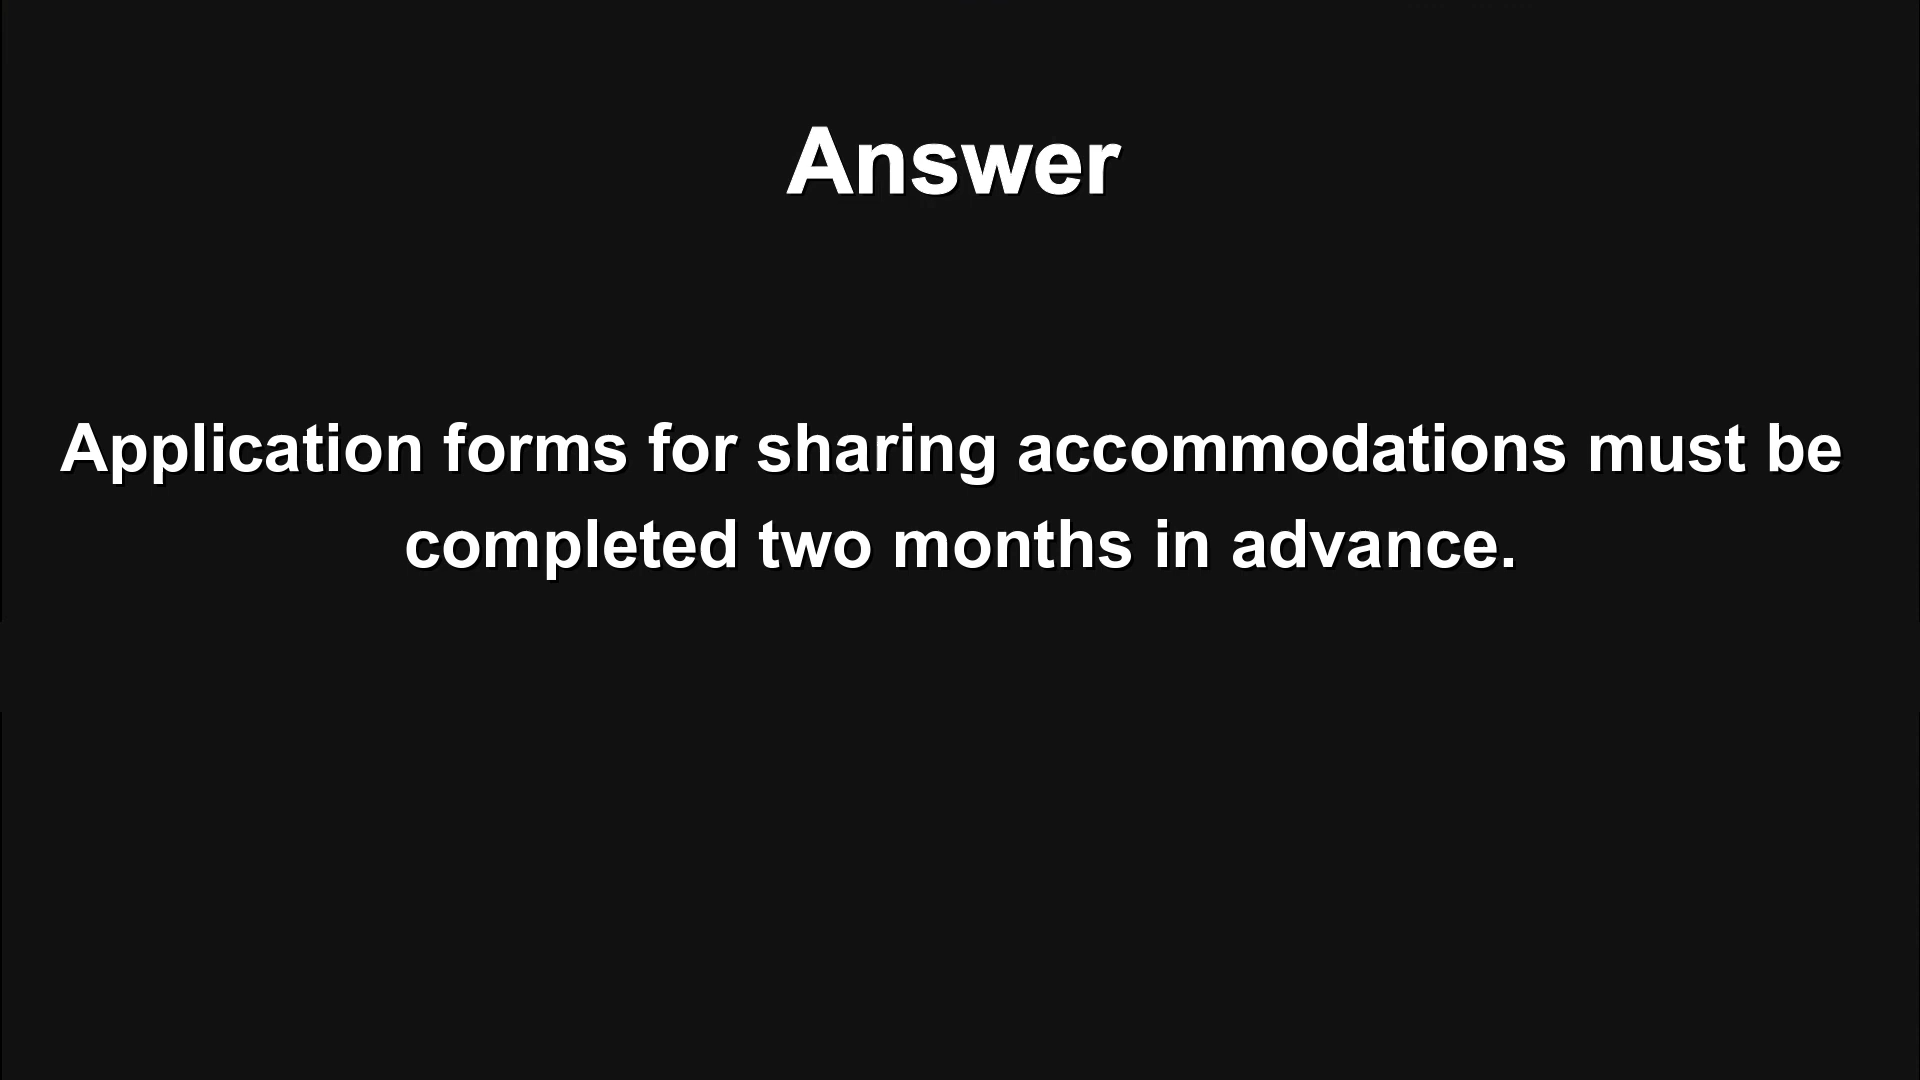 Answer
Application forms for sharing accommodations must be
completed two months in advance.